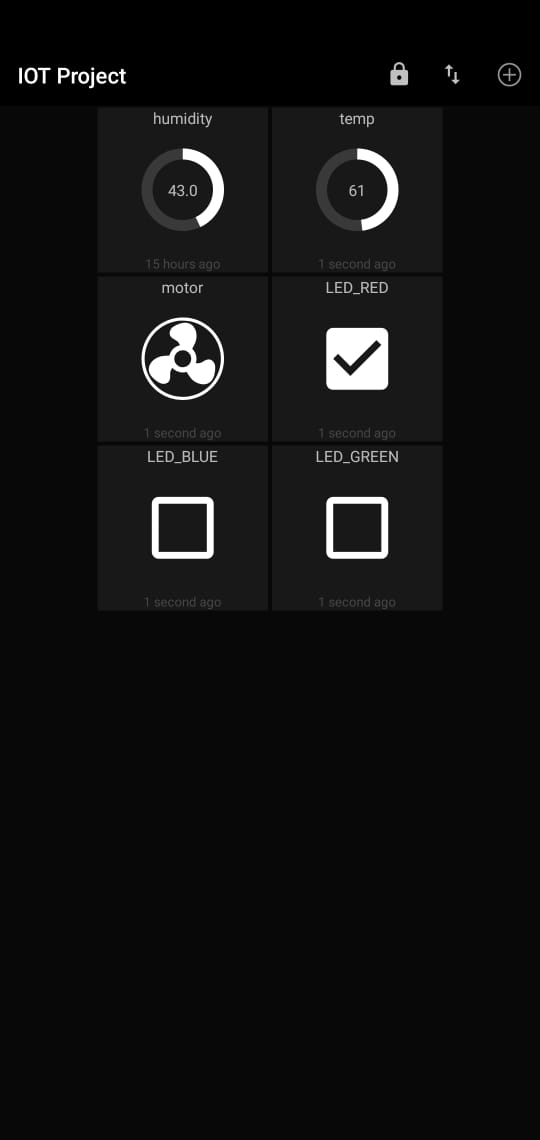 IOT Project
humidity
temp
43.0
61
15 hours ago
1 second ago
motor
LED_RED
1 second ago
1 second ago
LED_BLUE
LED_GREEN
1 second ago
1 second ago